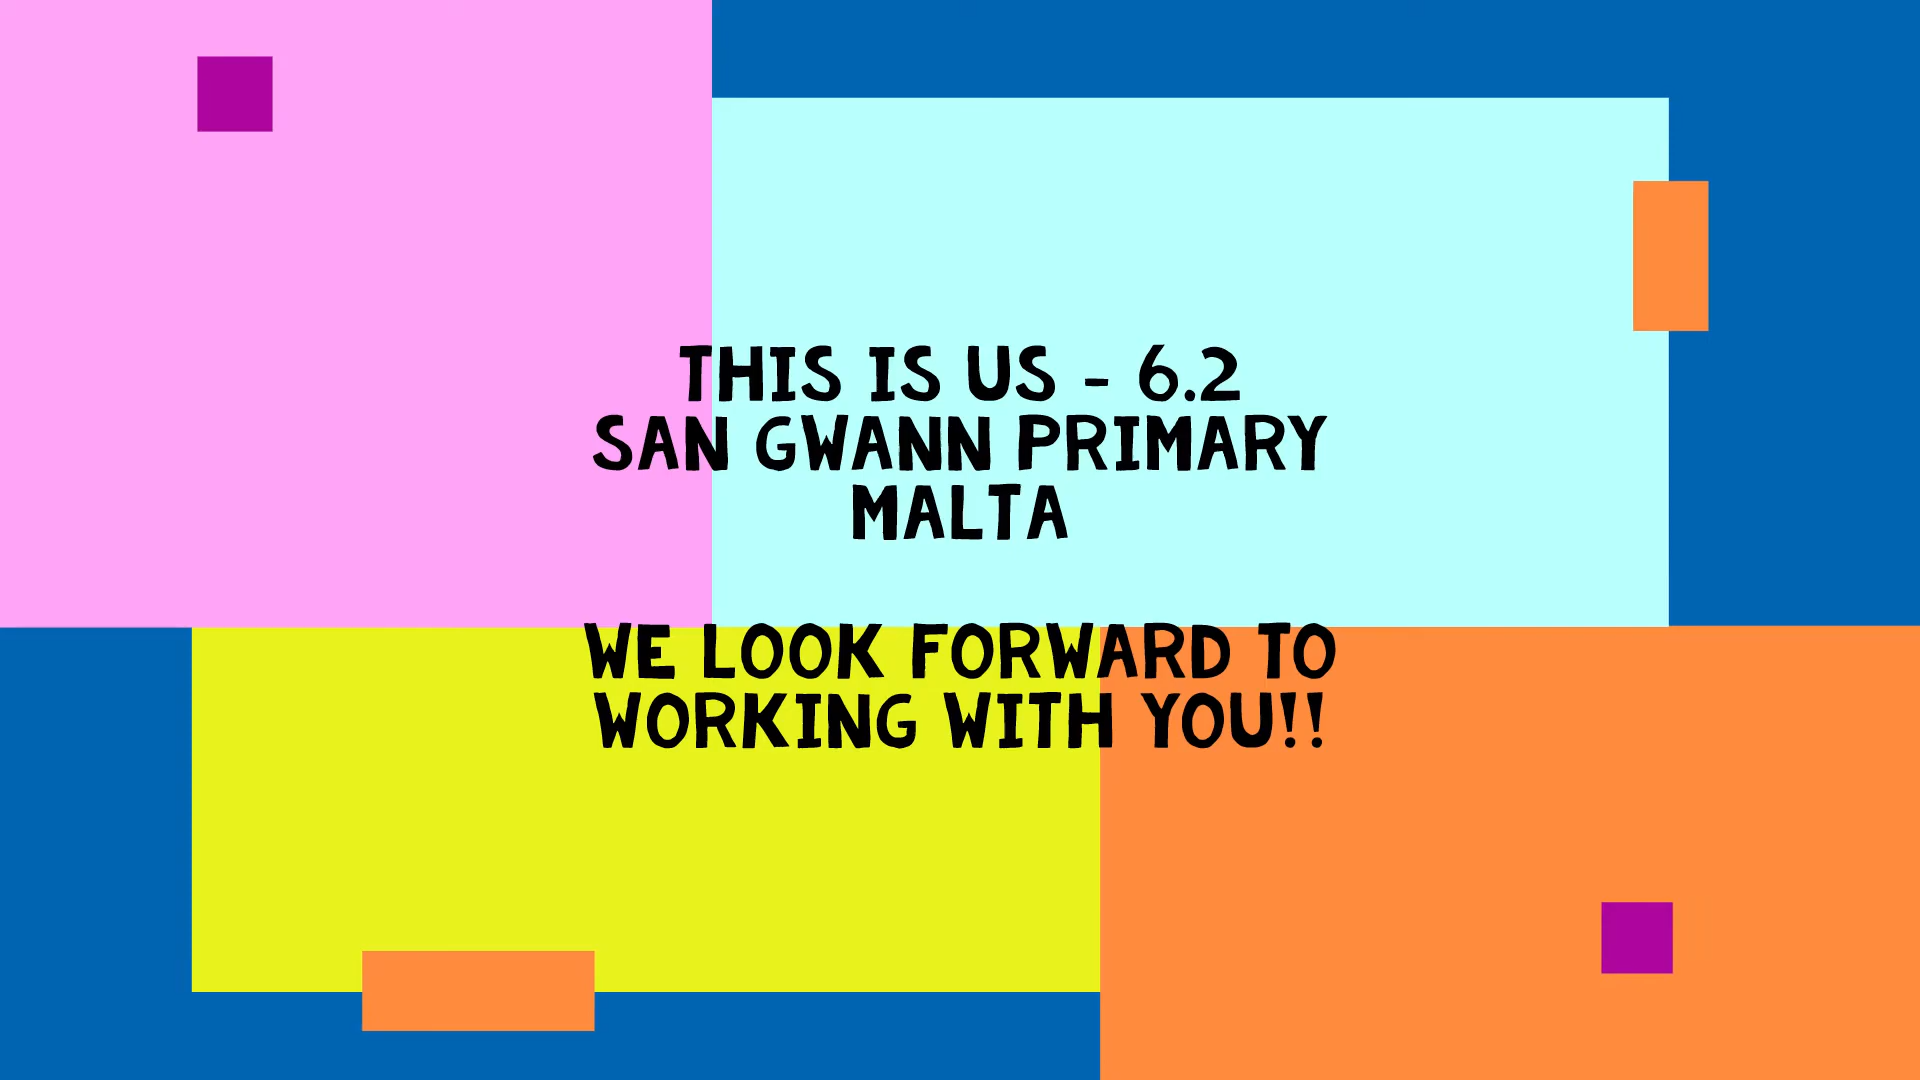 THIS IS US - 6.2
SAN GWANN PRIMARY
MALTA
WE LOOK FORWARD TO
WORKING WITH YOU!!